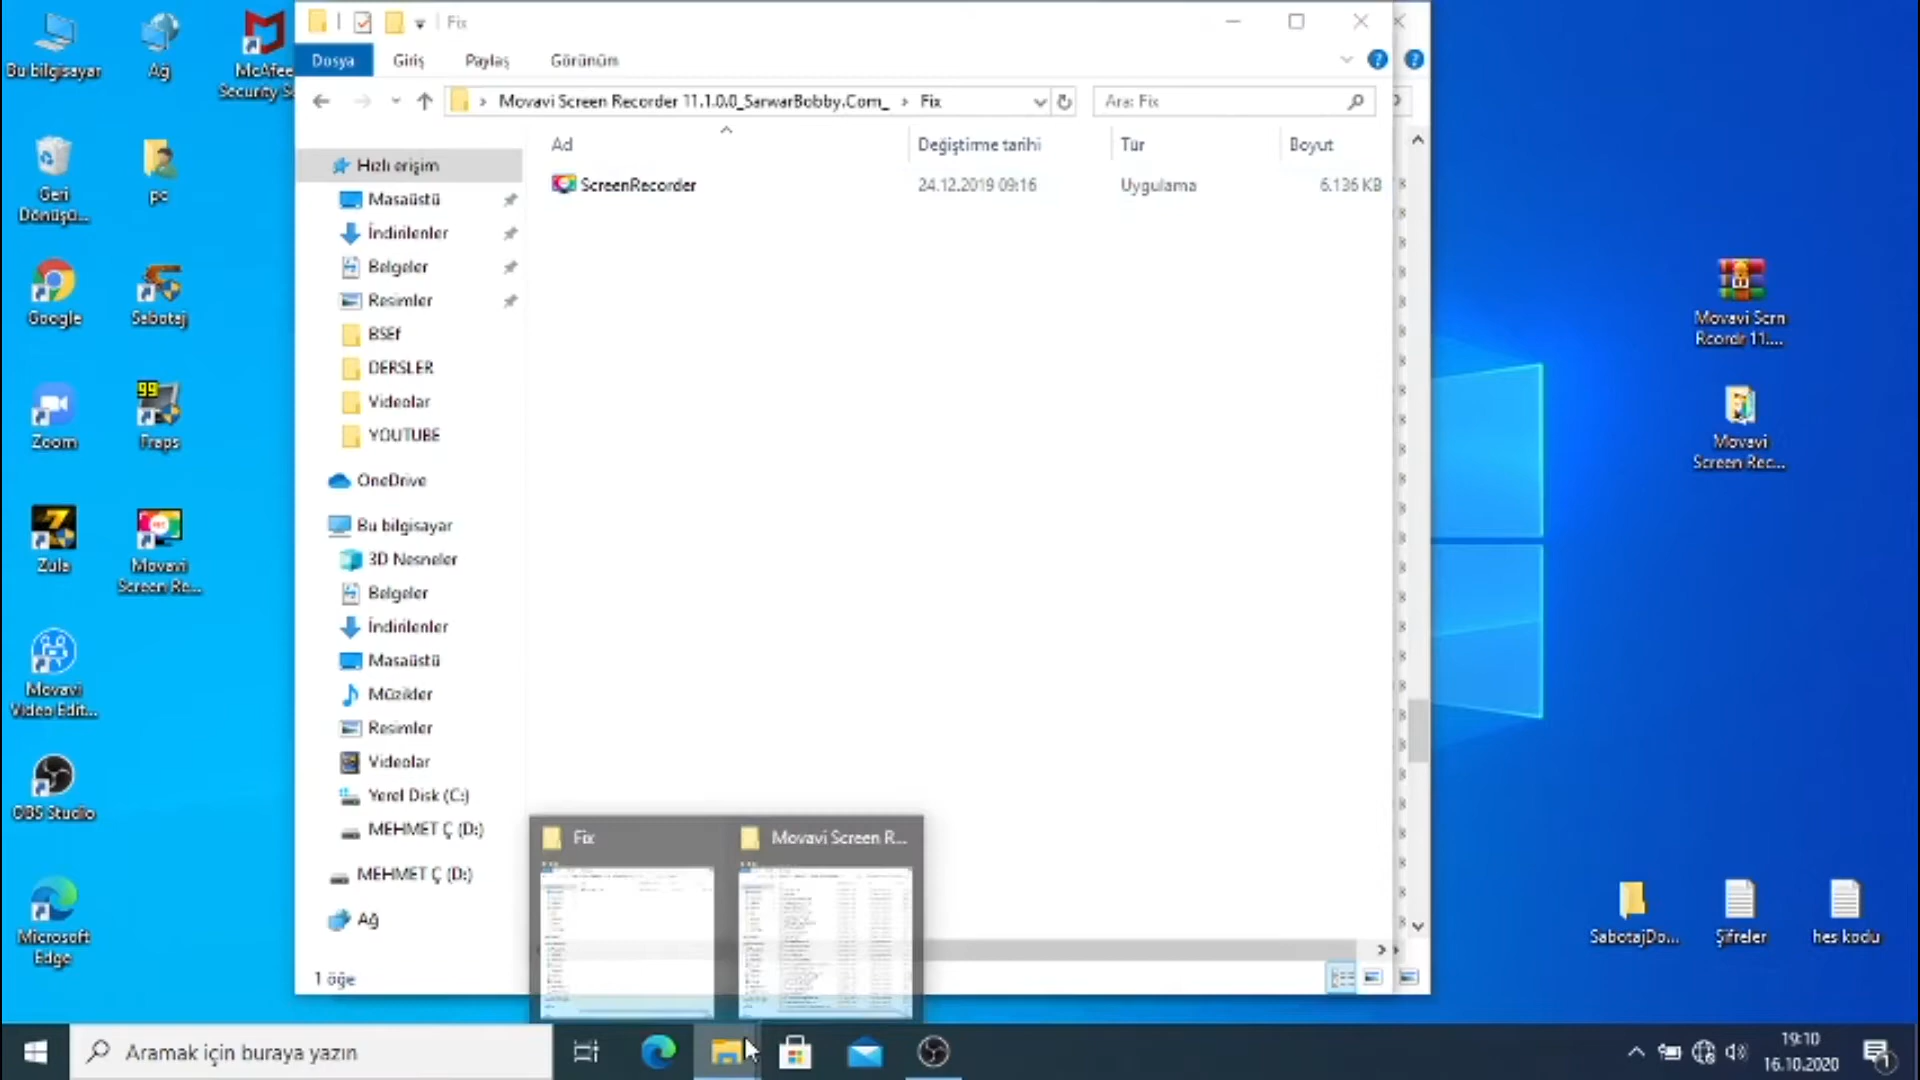 Fix
Dosya
Giriş
Paylaş
Görünüm
Movavi Screen Recorder 11.1.0.0_SarwarBobby.Com_ › Fix
Ara: Fix
Ad
Değiştirme tarihi
Tür
Boyut
ScreenRecorder
24.12.2019 09:16
Uygulama
6.136 KB
Hızlı erişim
Masaüstü
İndirilenler
Belgeler
Resimler
BSEf
DERSLER
Videolar
YOUTUBE
OneDrive
Bu bilgisayar
3D Nesneler
Belgeler
İndirilenler
Masaüstü
Müzikler
Resimler
Videolar
Yerel Disk (C:)
MEHMET Ç (D:)
MEHMET Ç (D:)
Ağ
1 öğe
Fix
Movavi Screen R...
Bu bilgisayar
Ağ
McAfee
Security S
Geri
Dönüşü...
pc
Google
Sabotaj
Zoom
99
Fraps
Zula
Movavi
Screen Re...
Movavi
Video Edit...
OBS Studio
Microsoft
Edge
Movavi Scrn
Rcordr 11....
Movavi
Screen Rec...
SabotajDo...
Şifreler
hes kodu
Aramak için buraya yazın
19:10
16.10.2020
1